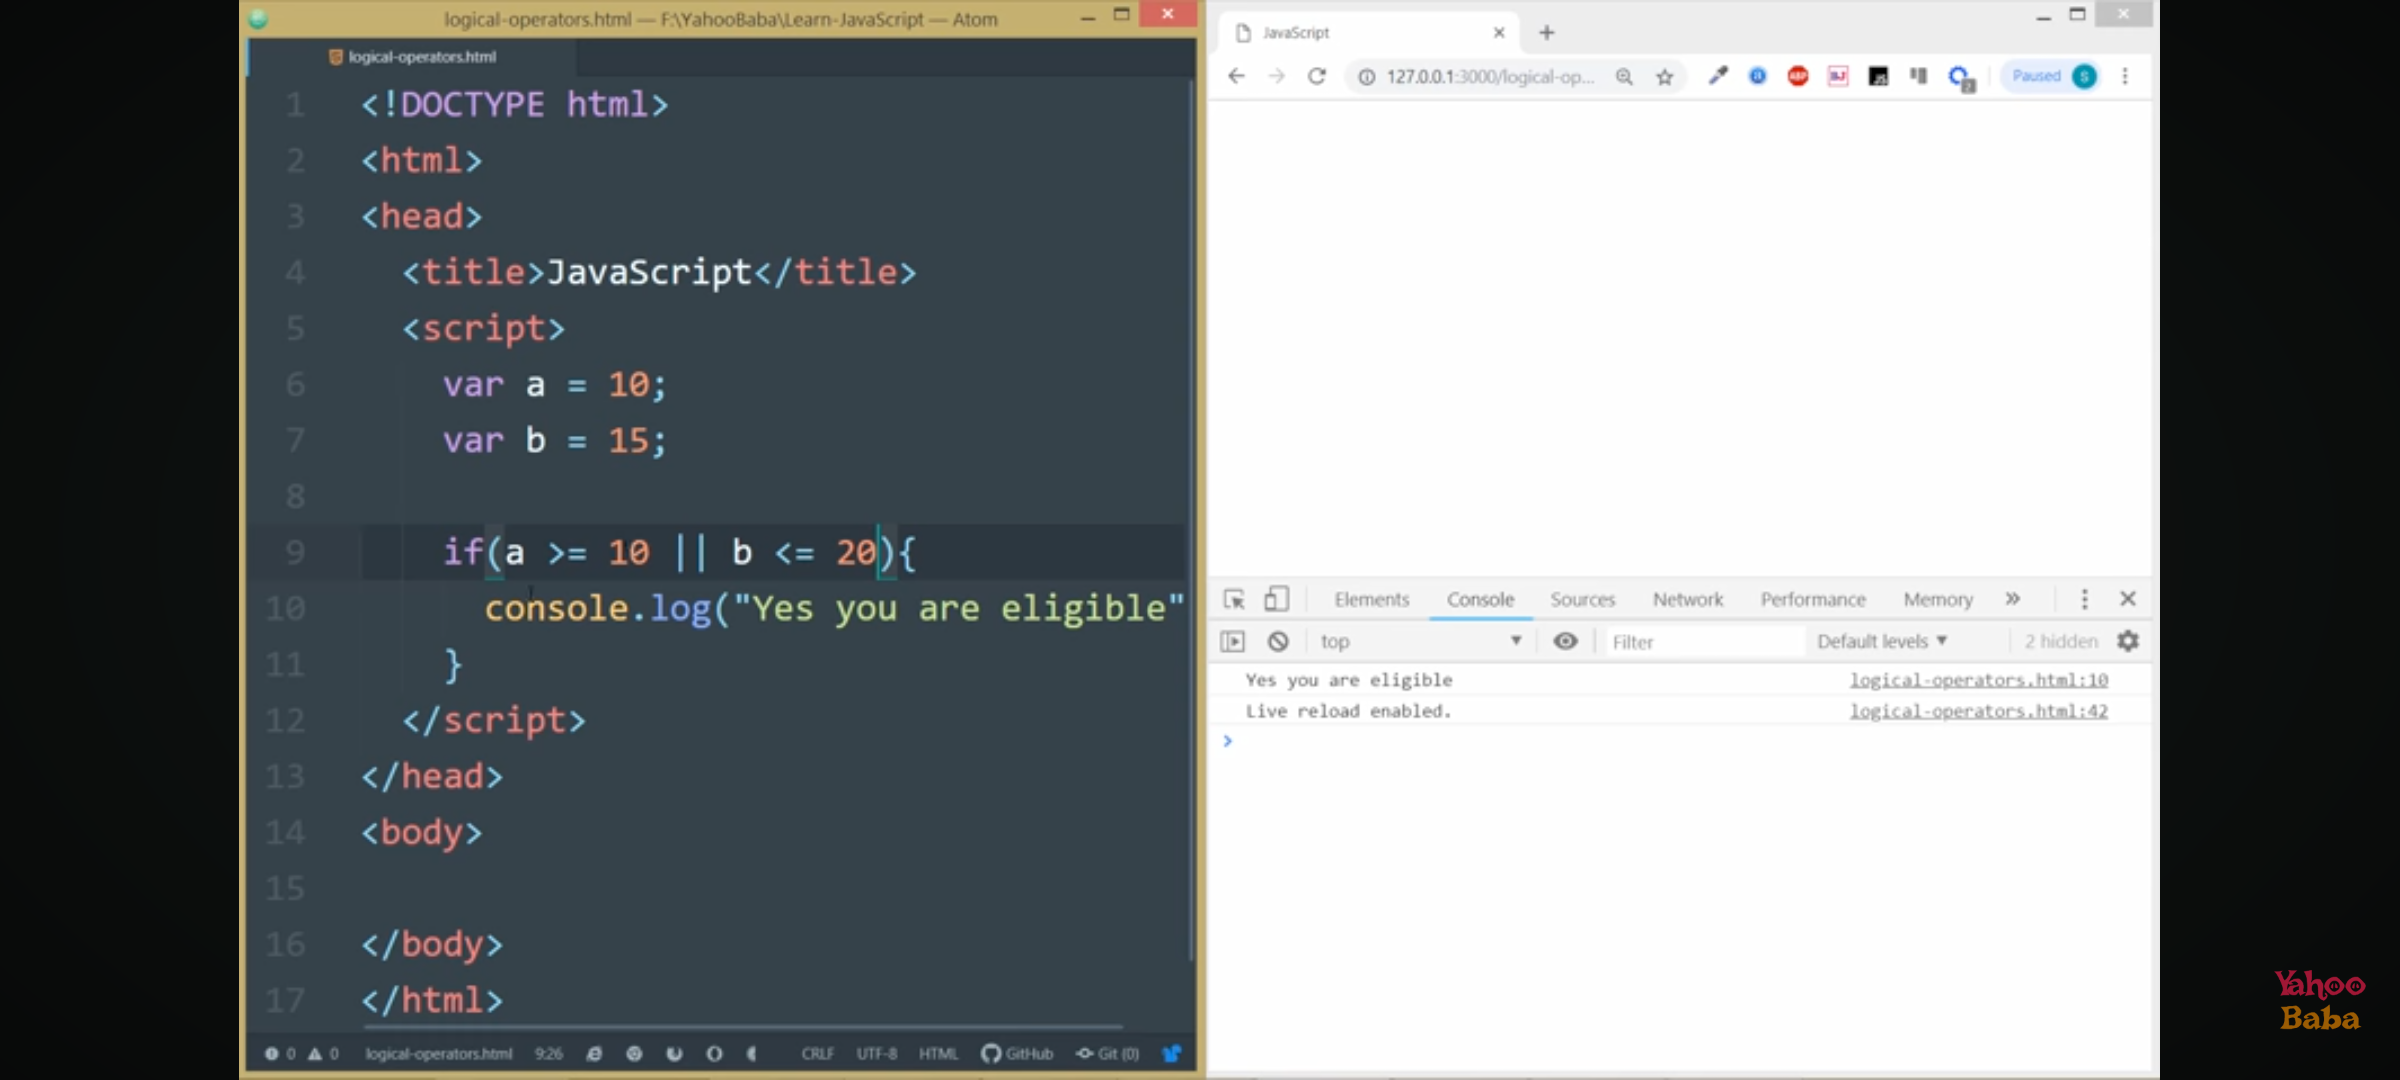 logical-operators.html — F:\YahooBaba\Learn-JavaScript — Atom
logical-operators.html
1 <!DOCTYPE html>
2 <html>
3 <head>
4 <title>JavaScript</title>
5 <script>
6 var a = 10;
7 var b = 15;
8
9 if(a >= 10 || b <= 20){
10 console.log("Yes you are eligible"
11 }
12 </script>
13 </head>
14 <body>
15
16 </body>
17 </html>
0 0 logical-operators.html 9:26 CRLF UTF-8 HTML GitHub Git (0)
JavaScript
127.0.0.1:3000/logical-op... ABP Paused S
Elements Console Sources Network Performance Memory
top Filter Default levels 2 hidden
Yes you are eligible logical-operators.html:10
Live reload enabled. logical-operators.html:42
Yahoo
Baba